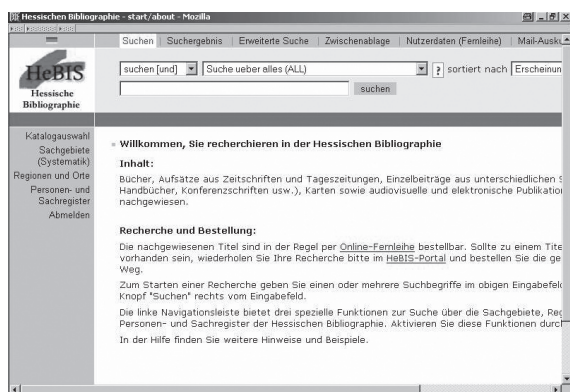 Hessischen Bibliographie - start/about - Mozilla
Suchen | Suchergebnis | Erweiterte Suche | Zwischenablage | Nutzerdaten (Fernleihe) | Mail-Ausku
HeBIS
Hessische
Bibliographie
suchen [und] Suche ueber alles (ALL) ? sortiert nach Erscheinun
suchen
Katalogauswahl
Sachgebiete
(Systematik)
Regionen und Orte
Personen- und
Sachregister
Abmelden
Willkommen, Sie recherchieren in der Hessischen Bibliographie
Inhalt:
Bücher, Aufsätze aus Zeitschriften und Tageszeitungen, Einzelbeiträge aus unterschiedlichen S
Handbücher, Konferenzschriften usw.), Karten sowie audiovisuelle und elektronische Publikation
nachgewiesen.
Recherche und Bestellung:
Die nachgewiesenen Titel sind in der Regel per Online-Fernleihe bestellbar. Sollte zu einem Tite
vorhanden sein, wiederholen Sie Ihre Recherche bitte im HeBIS-Portal und bestellen Sie die ge
Weg.
Zum Starten einer Recherche geben Sie einen oder mehrere Suchbegriffe im obigen Eingabefeld
Knopf "Suchen" rechts vom Eingabefeld.
Die linke Navigationsleiste bietet drei spezielle Funktionen zur Suche über die Sachgebiete, Reg
Personen- und Sachregister der Hessischen Bibliographie. Aktivieren Sie diese Funktionen durch
In der Hilfe finden Sie weitere Hinweise und Beispiele.